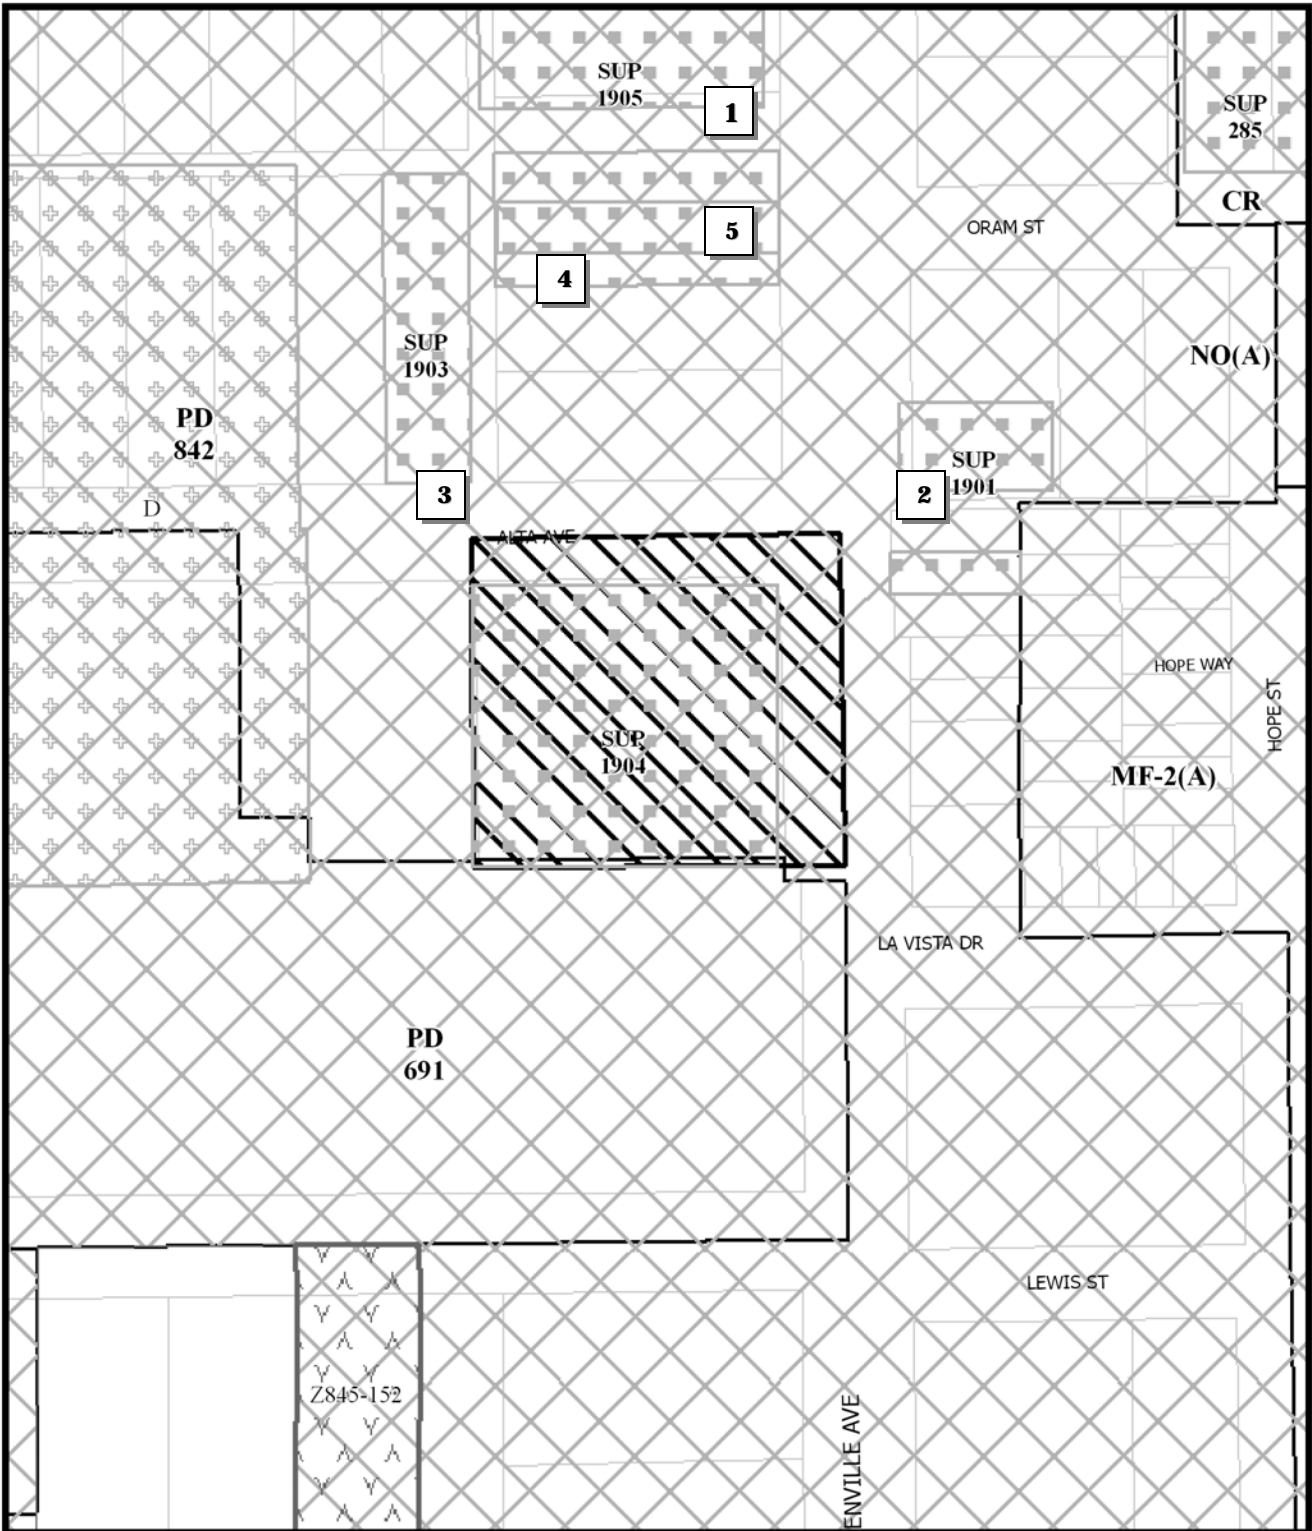 SUP
1905
1
SUP
285
CR
5
ORAM ST
4
SUP
1903
NO(A)
PD
842
SUP
1901
3
2
D
ALTA AVE
HOPE WAY
HOPE ST
SUP
1904
MF-2(A)
LA VISTA DR
PD
691
LEWIS ST
Z845-152
ENVILLE AVE